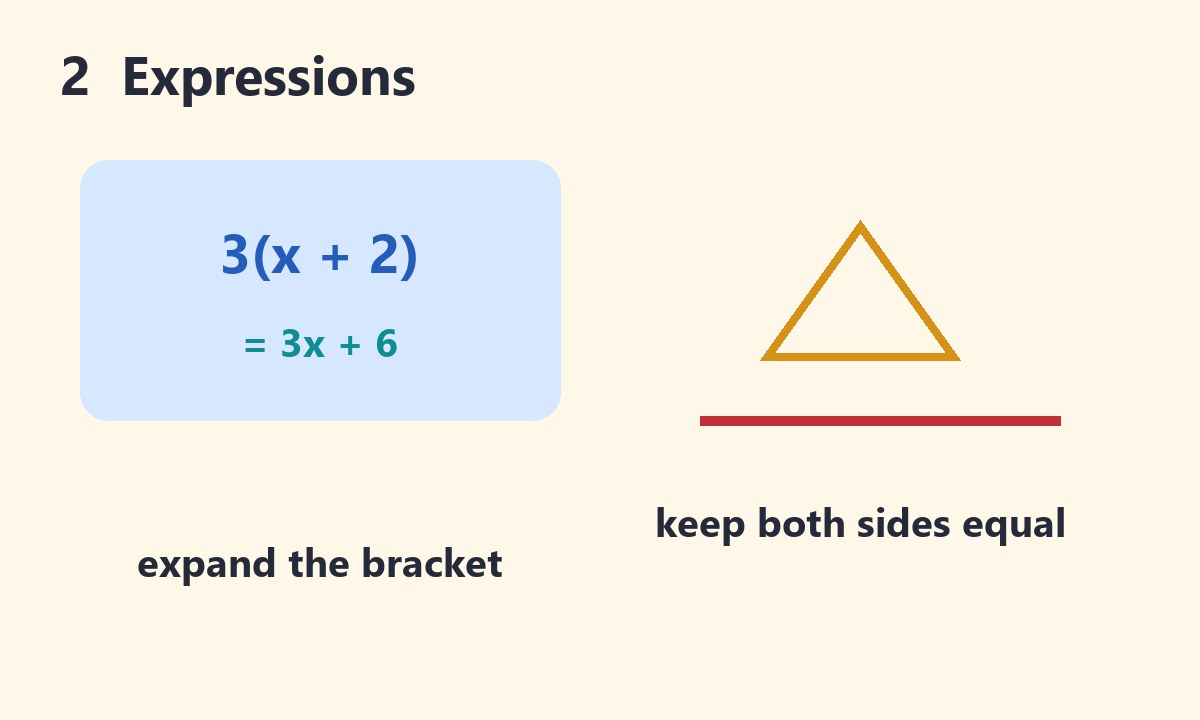 2 Expressions
3(x + 2)
= 3x + 6
expand the bracket
keep both sides equal